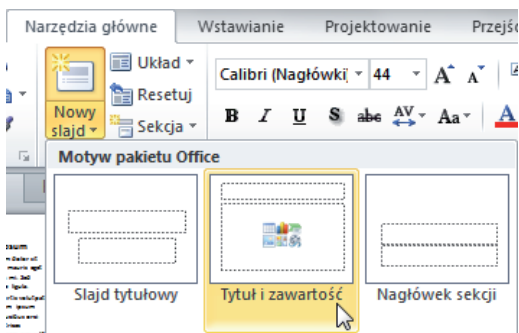 Narzędzia główne Wstawianie Projektowanie Przejśc
Układ
Calibri (Nagłówki 44 A A
Resetuj
Nowy slajd
B I U S abc AV Aa A
Sekcja
Motyw pakietu Office
Slajd tytułowy Tytuł i zawartość Nagłówek sekcji